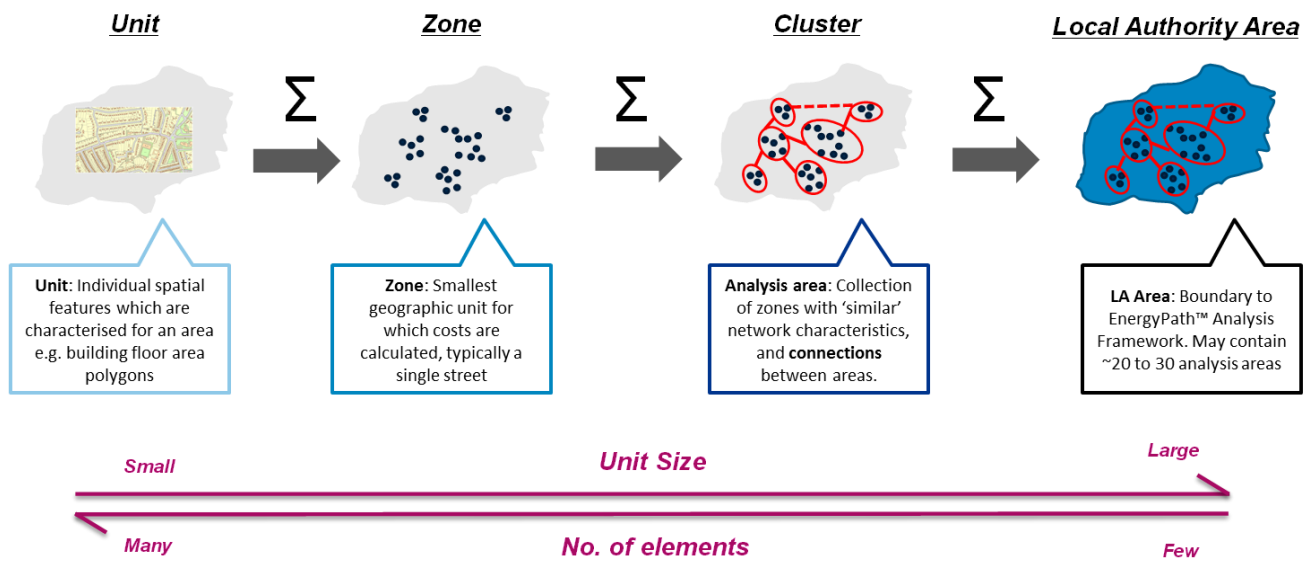 Unit
Zone
Cluster
Local Authority Area
Σ
Σ
Σ
Unit: Individual spatial
features which are
characterised for an area
e.g. building floor area
polygons
Zone: Smallest
geographic unit for
which costs are
calculated, typically a
single street
Analysis area: Collection
of zones with ‘similar’
network characteristics,
and connections
between areas.
LA Area: Boundary to
EnergyPath™ Analysis
Framework. May contain
~20 to 30 analysis areas
Small
Unit Size
Large
Many
No. of elements
Few